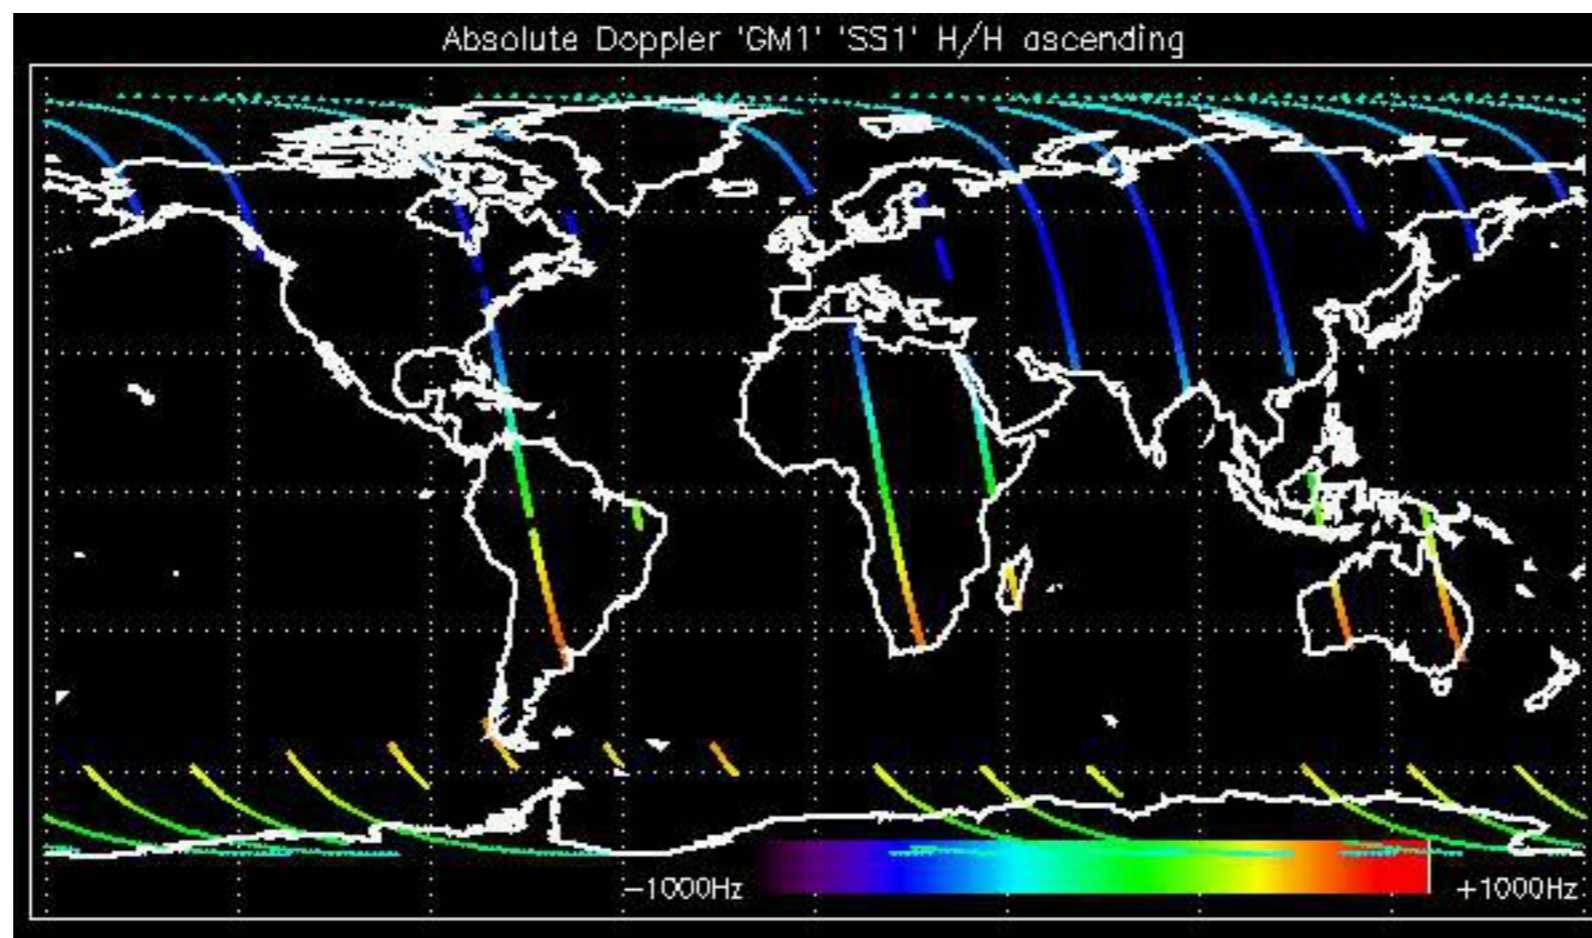 Absolute Doppler 'GM1' 'SS1' H/H ascending
−1000Hz
+1000Hz